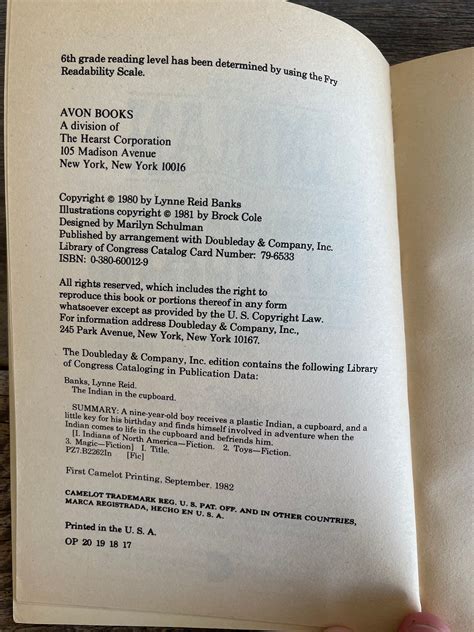 6th grade reading level has been determined by using the Fry
Readability Scale.
AVON BOOKS
A division of
The Hearst Corporation
105 Madison Avenue
New York, New York 10016
Copyright © 1980 by Lynne Reid Banks
Illustrations copyright © 1981 by Brock Cole
Designed by Marilyn Schulman
Published by arrangement with Doubleday & Company, Inc.
Library of Congress Catalog Card Number: 79-6533
ISBN: 0-380-60012-9
All rights reserved, which includes the right to
reproduce this book or portions thereof in any form
whatsoever except as provided by the U. S. Copyright Law.
For information address Doubleday & Company, Inc.,
245 Park Avenue, New York, New York 10167.
The Doubleday & Company, Inc. edition contains the following Library
of Congress Cataloging in Publication Data:
Banks, Lynne Reid.
The Indian in the cupboard.
SUMMARY: A nine-year-old boy receives a plastic Indian, a cupboard, and a
little key for his birthday and finds himself involved in adventure when the
Indian comes to life in the cupboard and befriends him.
[I. Indians of North America—Fiction. 2. Toys—Fiction.
3. Magic—Fiction] I. Title.
PZ7.B2262In [Fic]
First Camelot Printing, September, 1982
CAMELOT TRADEMARK REG. U. S. PAT. OFF. AND IN OTHER COUNTRIES,
MARCA REGISTRADA, HECHO EN U. S. A.
Printed in the U. S. A.
OP 20 19 18 17